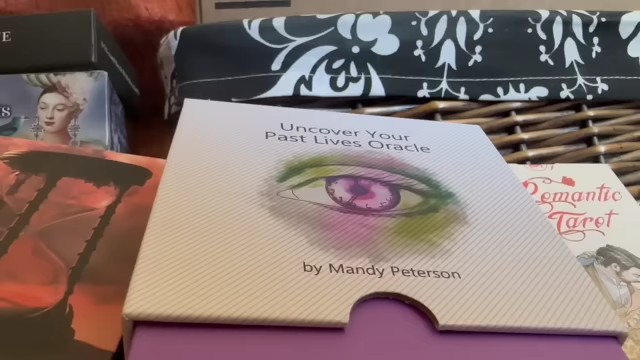 Uncover Your
Past Lives Oracle
by Mandy Peterson
Romantic
Tarot